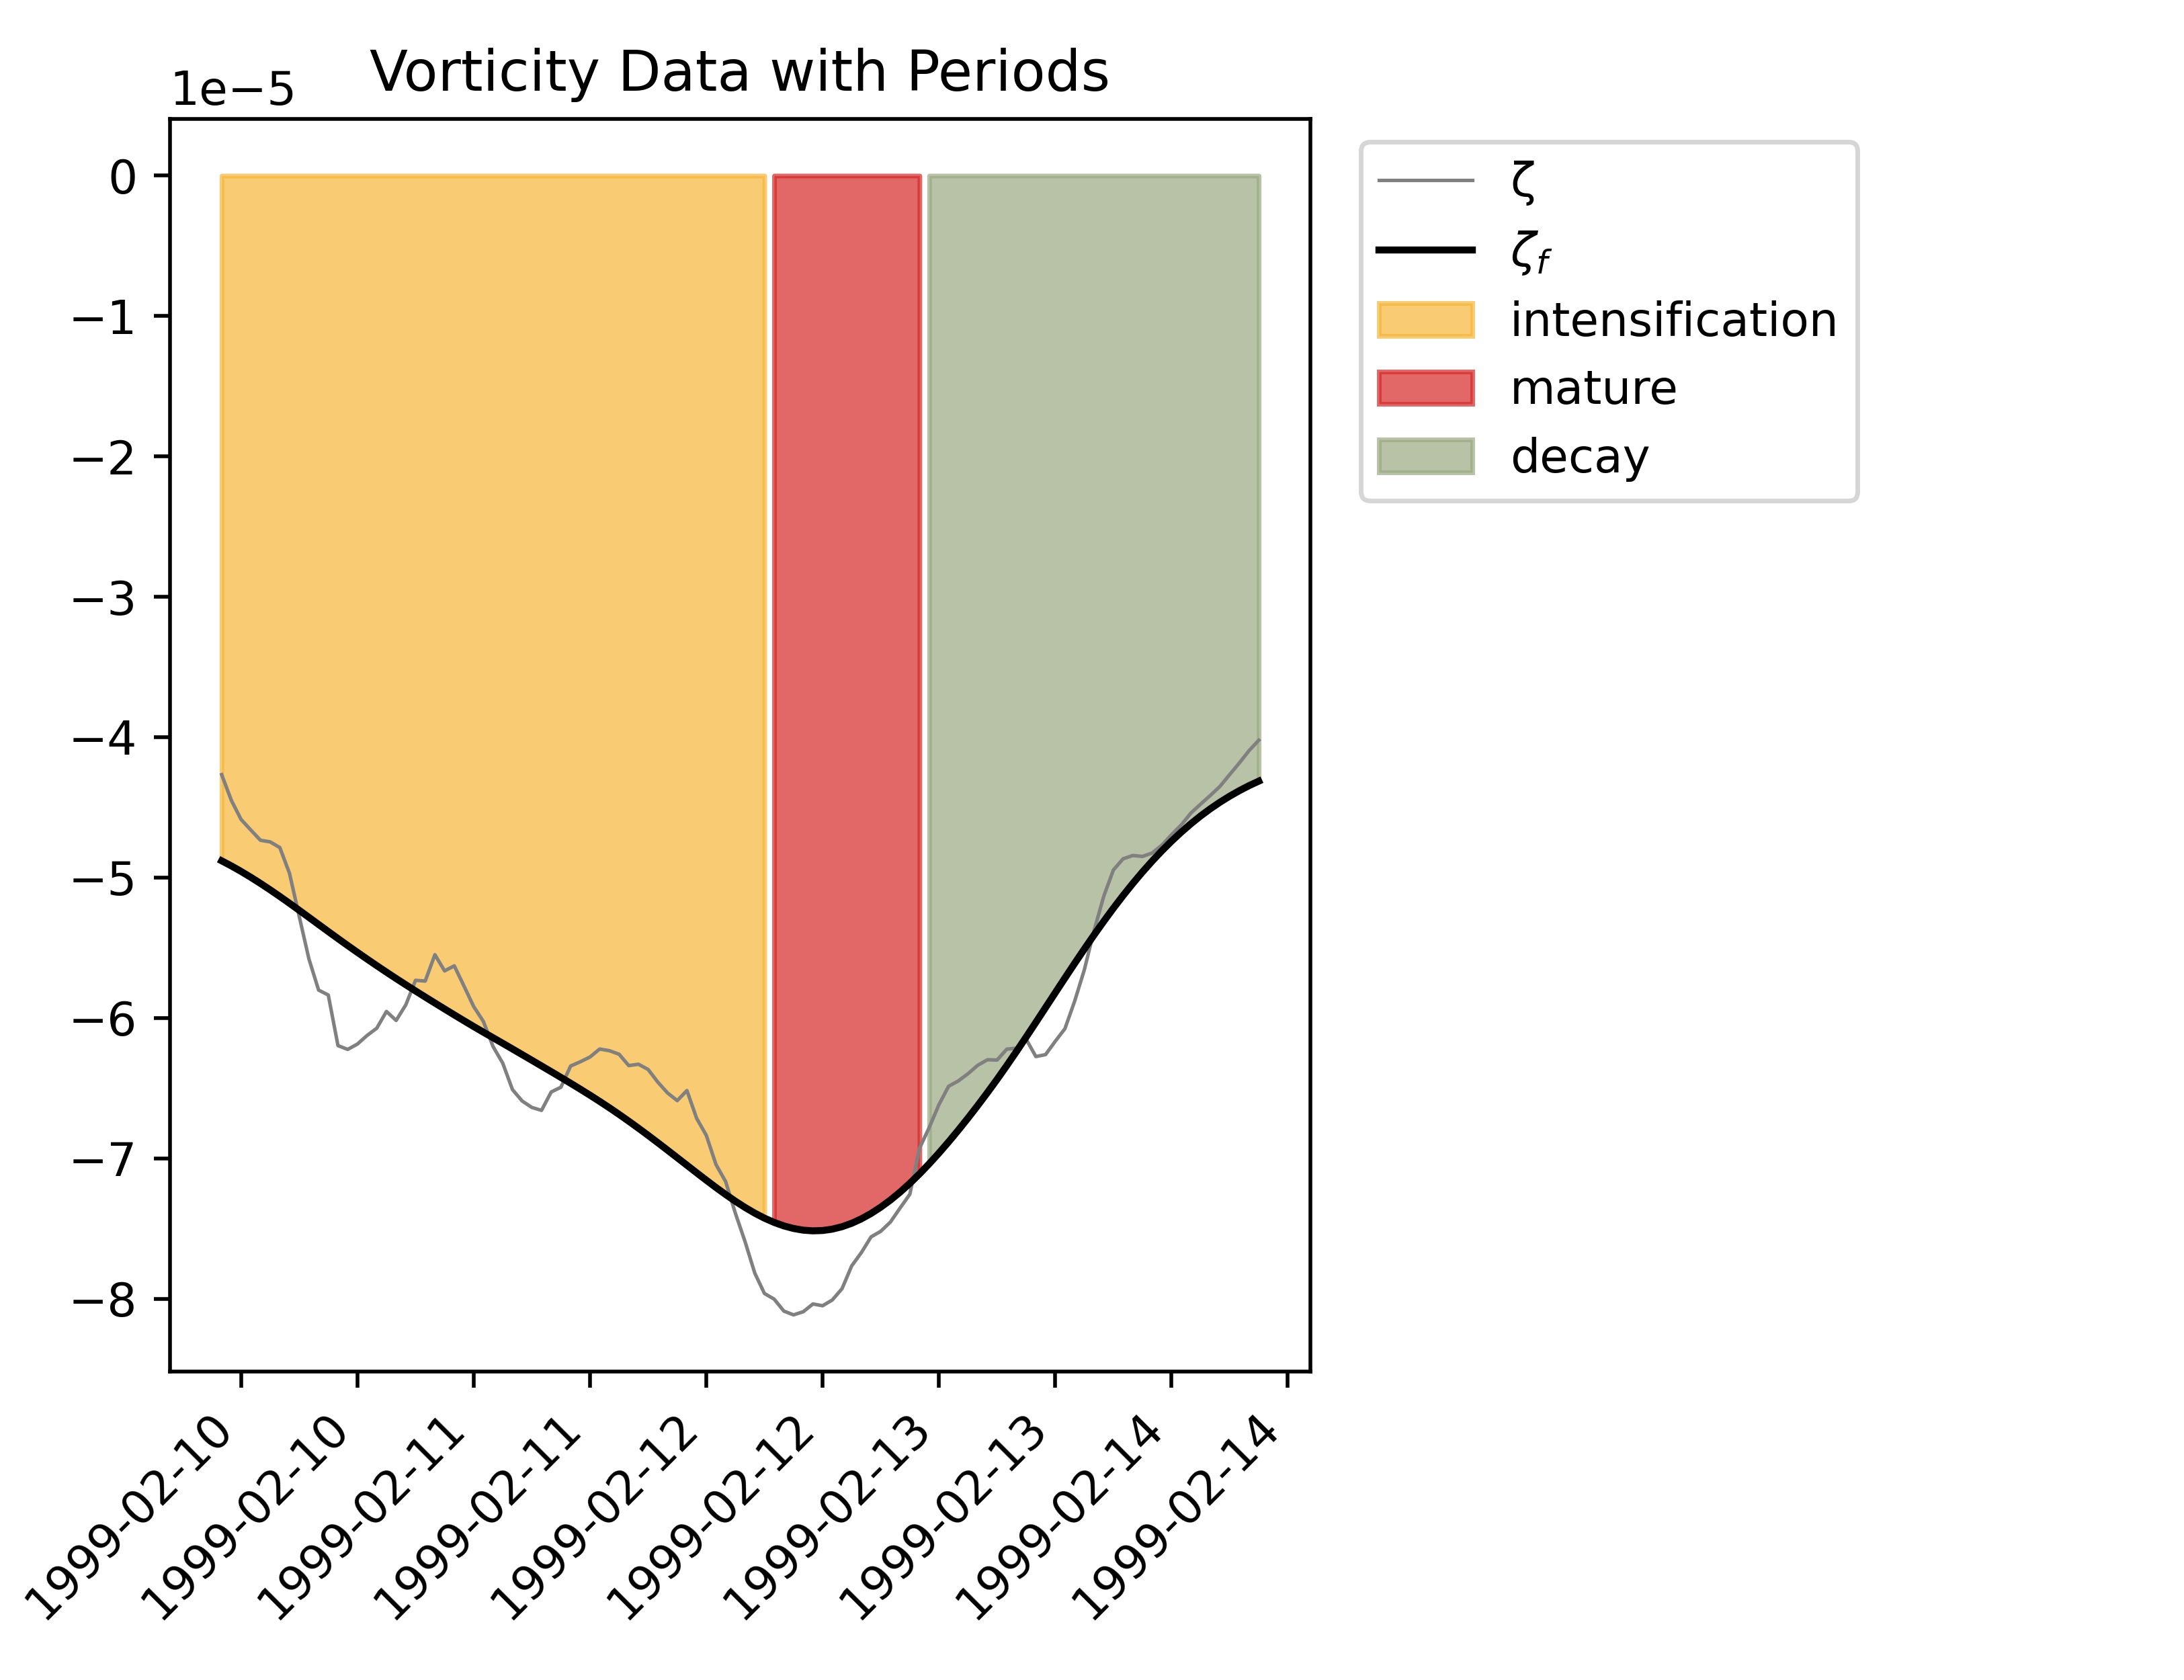 Vorticity Data with Periods
1e−5
0
−1
−2
−3
−4
−5
−6
−7
−8
1999-02-10
1999-02-10
1999-02-11
1999-02-11
1999-02-12
1999-02-12
1999-02-13
1999-02-13
1999-02-14
1999-02-14
ζ
ζf
intensification
mature
decay